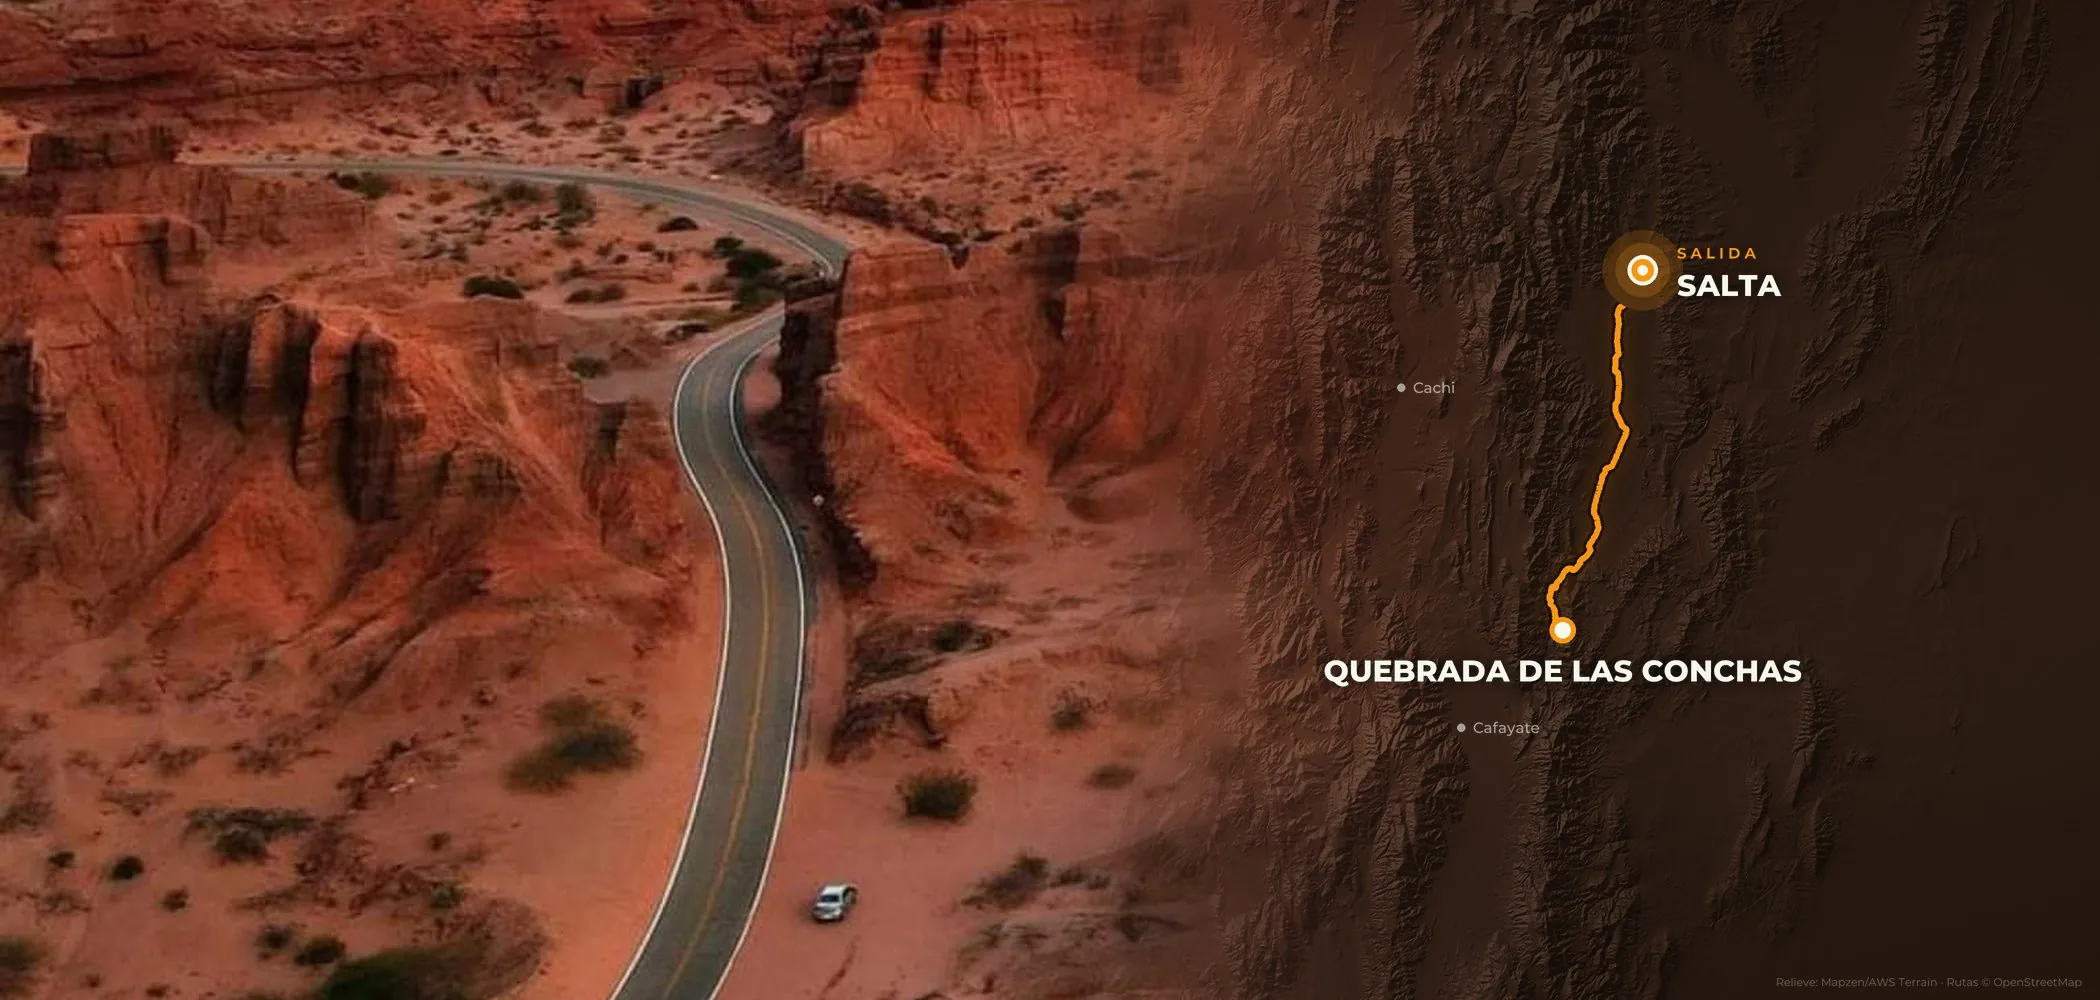 SALIDA
SALTA
Cachi
QUEBRADA DE LAS CONCHAS
Cafayate
Relieve: Mapzen/AWS Terrain · Rutas © OpenStreetMap